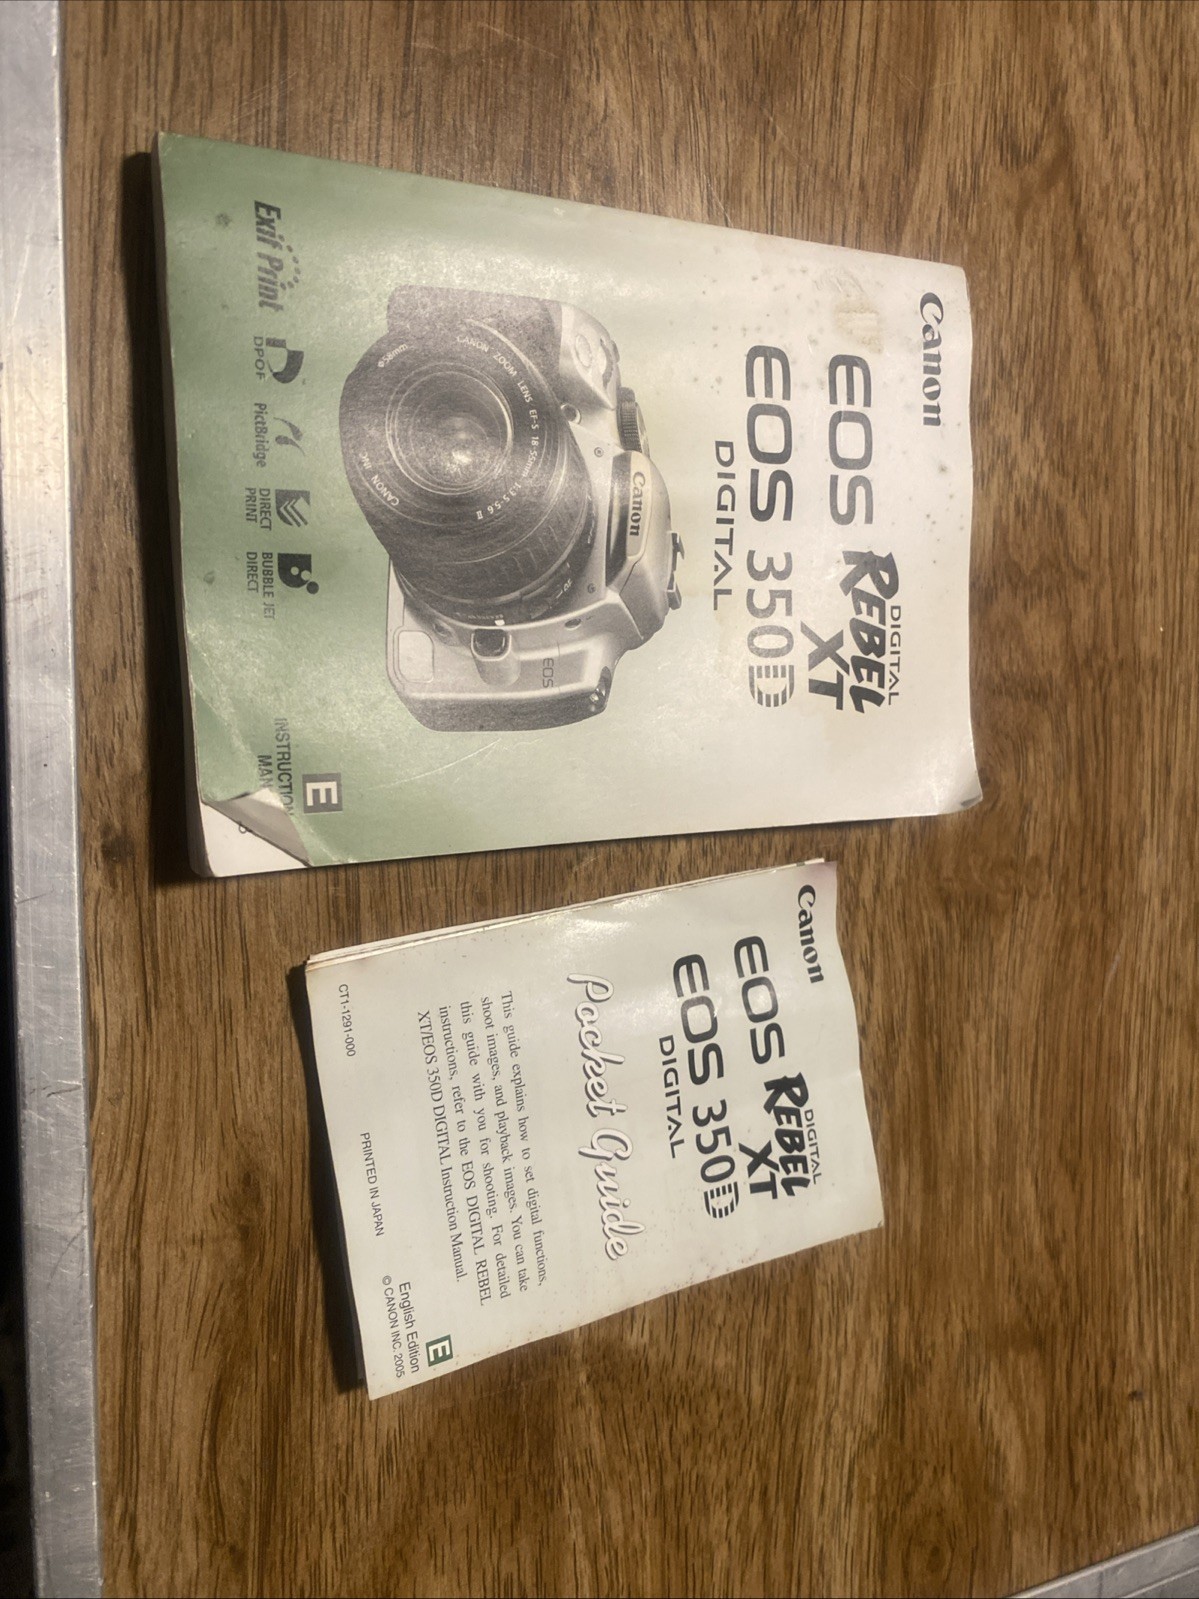 Canon
EOS REBEL XT
DIGITAL
EOS 350D
DIGITAL
Canon
EOS
CANON ZOOM LENS EF-S 18-55mm 1:3.5-5.6 II
ø58mm
CANON INC.
Exif Print
DPOF
PictBridge
DIRECT
PRINT
BUBBLE JET
DIRECT
E
INSTRUCTION
MAN
Canon
EOS REBEL XT
DIGITAL
EOS 350D
DIGITAL
Pocket Guide
This guide explains how to set digital functions,
shoot images, and playback images. You can take
this guide with you for shooting. For detailed
instructions, refer to the EOS DIGITAL REBEL
XT/EOS 350D DIGITAL Instruction Manual.
E
English Edition
© CANON INC. 2005
CT1-1291-000
PRINTED IN JAPAN